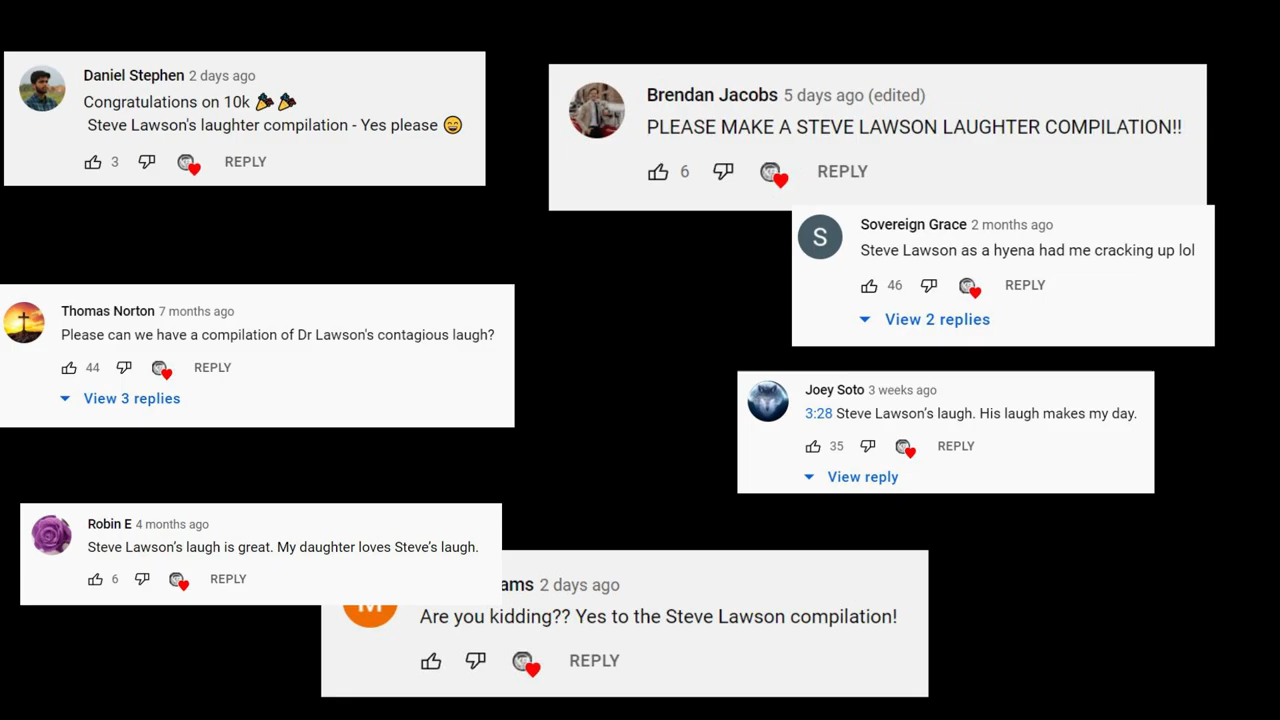 Daniel Stephen 2 days ago
Congratulations on 10k 🎉 🎉
Steve Lawson's laughter compilation - Yes please 😄
3 REPLY
Brendan Jacobs 5 days ago (edited)
PLEASE MAKE A STEVE LAWSON LAUGHTER COMPILATION!!
6 REPLY
S
Sovereign Grace 2 months ago
Steve Lawson as a hyena had me cracking up lol
46 REPLY
View 2 replies
Thomas Norton 7 months ago
Please can we have a compilation of Dr Lawson's contagious laugh?
44 REPLY
View 3 replies
Joey Soto 3 weeks ago
3:28 Steve Lawson’s laugh. His laugh makes my day.
35 REPLY
View reply
Robin E 4 months ago
Steve Lawson’s laugh is great. My daughter loves Steve’s laugh.
6 REPLY
ams 2 days ago
Are you kidding?? Yes to the Steve Lawson compilation!
REPLY